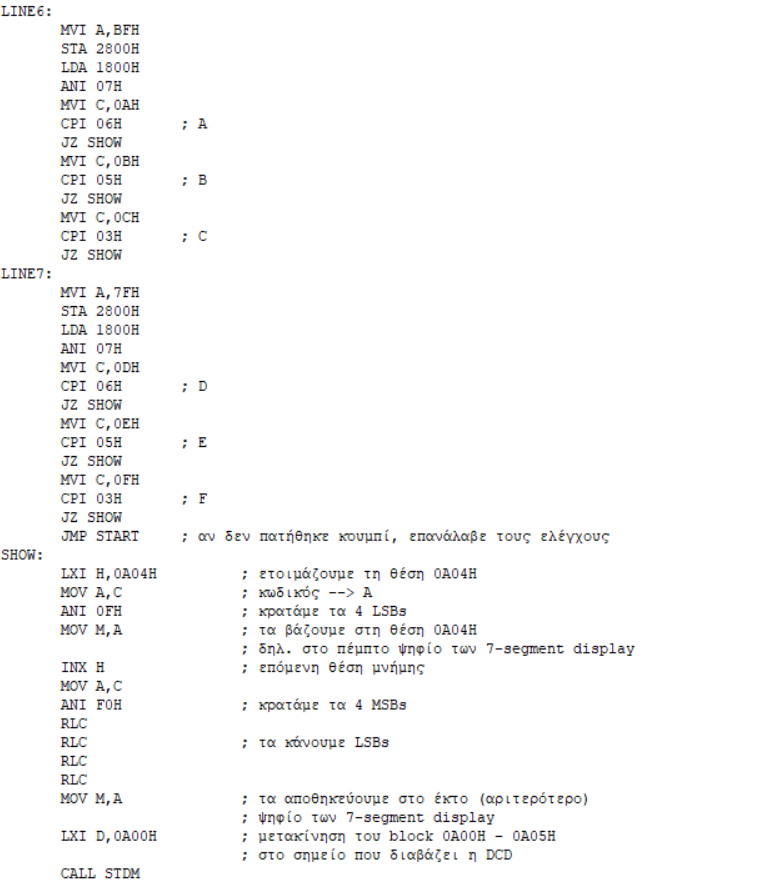 LINE6:
MVI A,BFH
STA 2800H
LDA 1800H
ANI 07H
MVI C,0AH
CPI 06H ; A
JZ SHOW
MVI C,0BH
CPI 05H ; B
JZ SHOW
MVI C,0CH
CPI 03H ; C
JZ SHOW
LINE7:
MVI A,7FH
STA 2800H
LDA 1800H
ANI 07H
MVI C,0DH
CPI 06H ; D
JZ SHOW
MVI C,0EH
CPI 05H ; E
JZ SHOW
MVI C,0FH
CPI 03H ; F
JZ SHOW
JMP START ; αν δεν πατήθηκε κουμπί, επανάλαβε τους ελέγχους
SHOW:
LXI H,0A04H ; ετοιμάζουμε τη θέση 0A04H
MOV A,C ; κωδικός --> A
ANI 0FH ; κρατάμε τα 4 LSBs
MOV M,A ; τα βάζουμε στη θέση 0A04H
; δηλ. στο πέμπτο ψηφίο των 7-segment display
INX H ; επόμενη θέση μνήμης
MOV A,C
ANI F0H ; κρατάμε τα 4 MSBs
RLC
RLC ; τα κάνουμε LSBs
RLC
RLC
MOV M,A ; τα αποθηκεύουμε στο έκτο (αριτερότερο)
; ψηφίο των 7-segment display
LXI D,0A00H ; μετακίνηση του block 0A00H - 0A05H
; στο σημείο που διαβάζει η DCD
CALL STDM